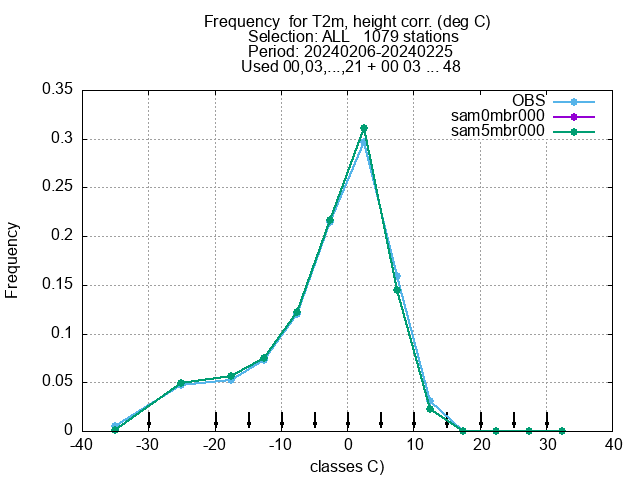 Frequency  for T2m, height corr. (deg C)
Selection: ALL   1079 stations
Period: 20240206-20240225
Used 00,03,...,21 + 00 03 ... 48
OBS
sam0mbr000
sam5mbr000
0.35
0.3
0.25
0.2
0.15
0.1
0.05
0
Frequency
-40 -30 -20 -10 0 10 20 30 40
classes C)